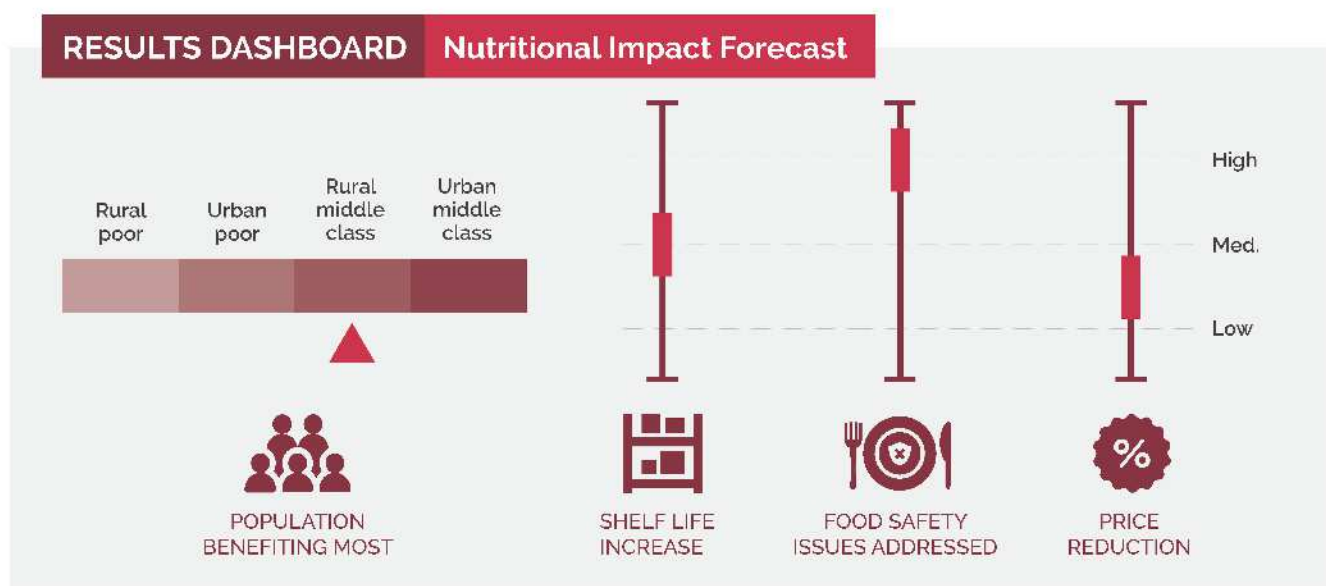 RESULTS DASHBOARD Nutritional Impact Forecast
Rural
poor
Urban
poor
Rural
middle
class
Urban
middle
class
High
Med.
Low
POPULATION
BENEFITING MOST
SHELF LIFE
INCREASE
FOOD SAFETY
ISSUES ADDRESSED
%
PRICE
REDUCTION